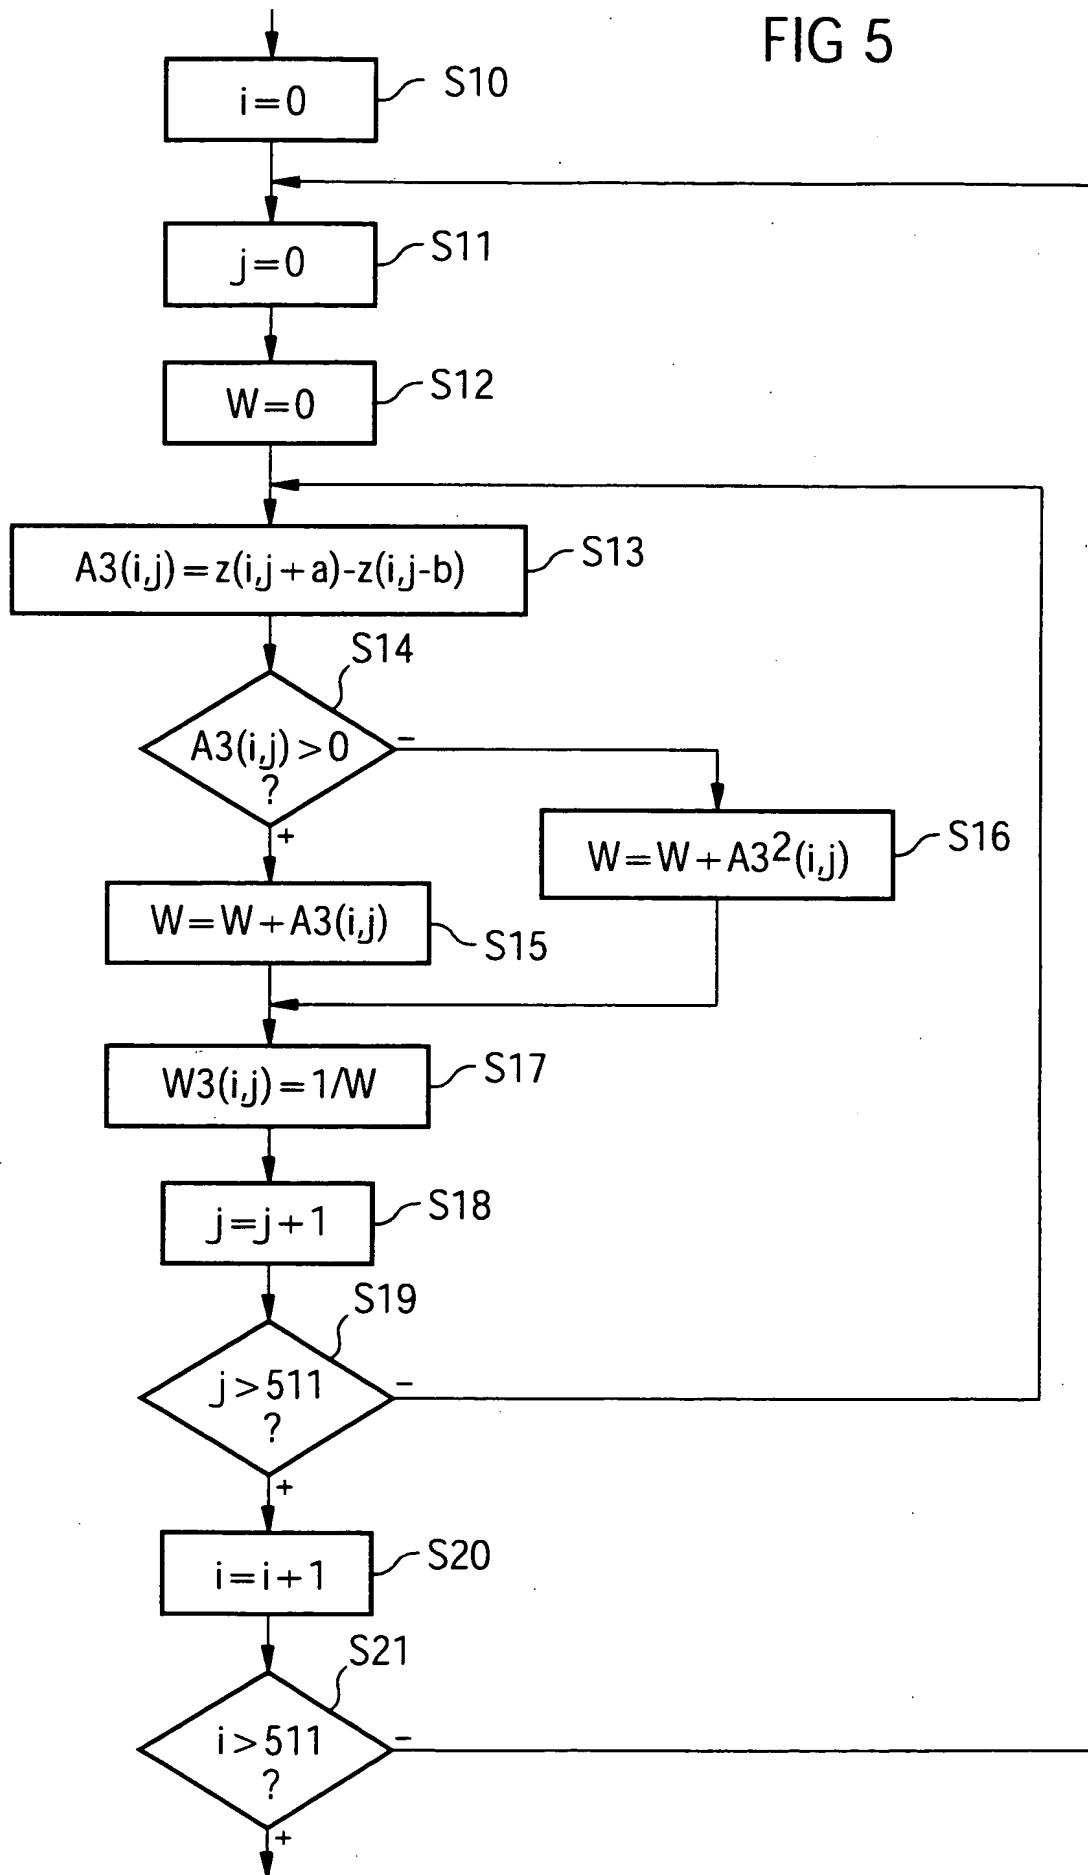 FIG 5
i=0
S10
j=0
S11
W=0
S12
A3(i,j)=z(i,j+a)-z(i,j-b)
S13
S14
A3(i,j)>0
?
-
+
W=W+A3²(i,j)
S16
W=W+A3(i,j)
S15
W3(i,j)=1/W
S17
j=j+1
S18
S19
j>511
?
-
+
i=i+1
S20
S21
i>511
?
-
+